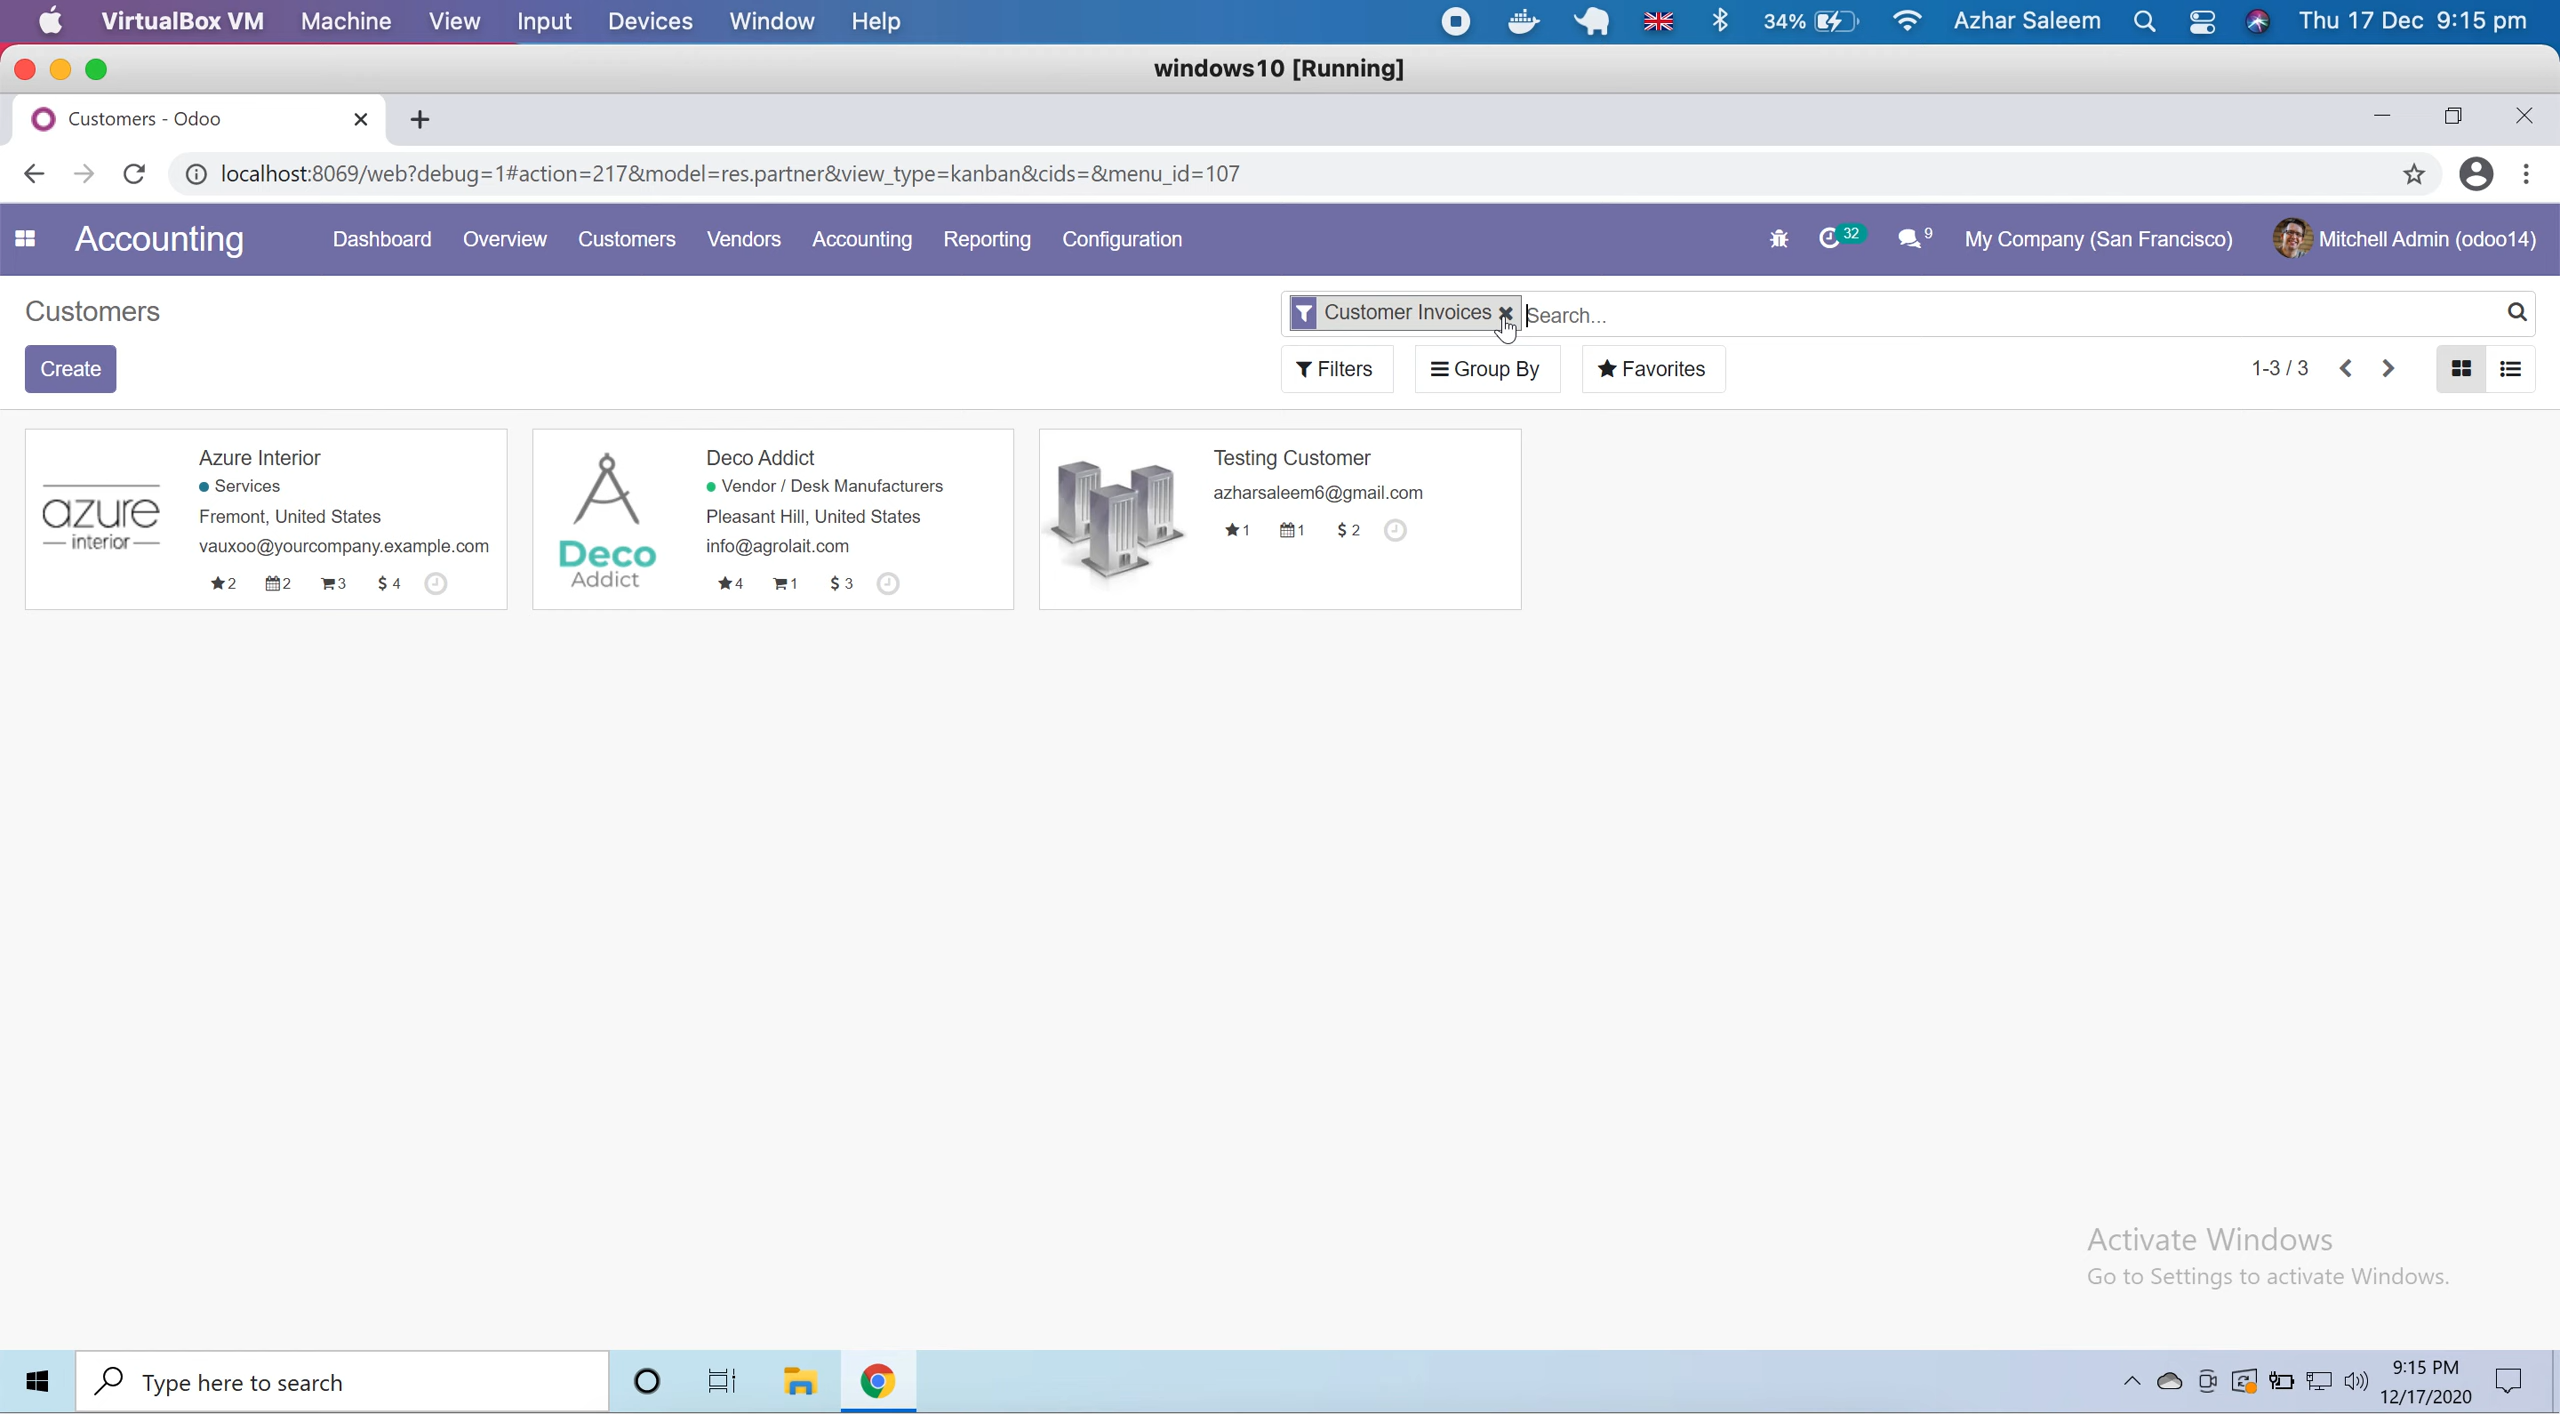 VirtualBox VM Machine View Input Devices Window Help 34% Azhar Saleem Thu 17 Dec 9:15 pm
windows10 [Running]
Customers - Odoo
localhost:8069/web?debug=1#action=217&model=res.partner&view_type=kanban&cids=&menu_id=107
Accounting Dashboard Overview Customers Vendors Accounting Reporting Configuration 32 9 My Company (San Francisco) Mitchell Admin (odoo14)
Customers
Customer Invoices Search...
Create
Filters Group By Favorites 1-3 / 3
azure
interior
Azure Interior
Services
Fremont, United States
vauxoo@yourcompany.example.com
2 2 3 $ 4
Deco
Addict
Deco Addict
Vendor / Desk Manufacturers
Pleasant Hill, United States
info@agrolait.com
4 1 $ 3
Testing Customer
azharsaleem6@gmail.com
1 1 $ 2
Activate Windows
Go to Settings to activate Windows.
Type here to search
9:15 PM
12/17/2020